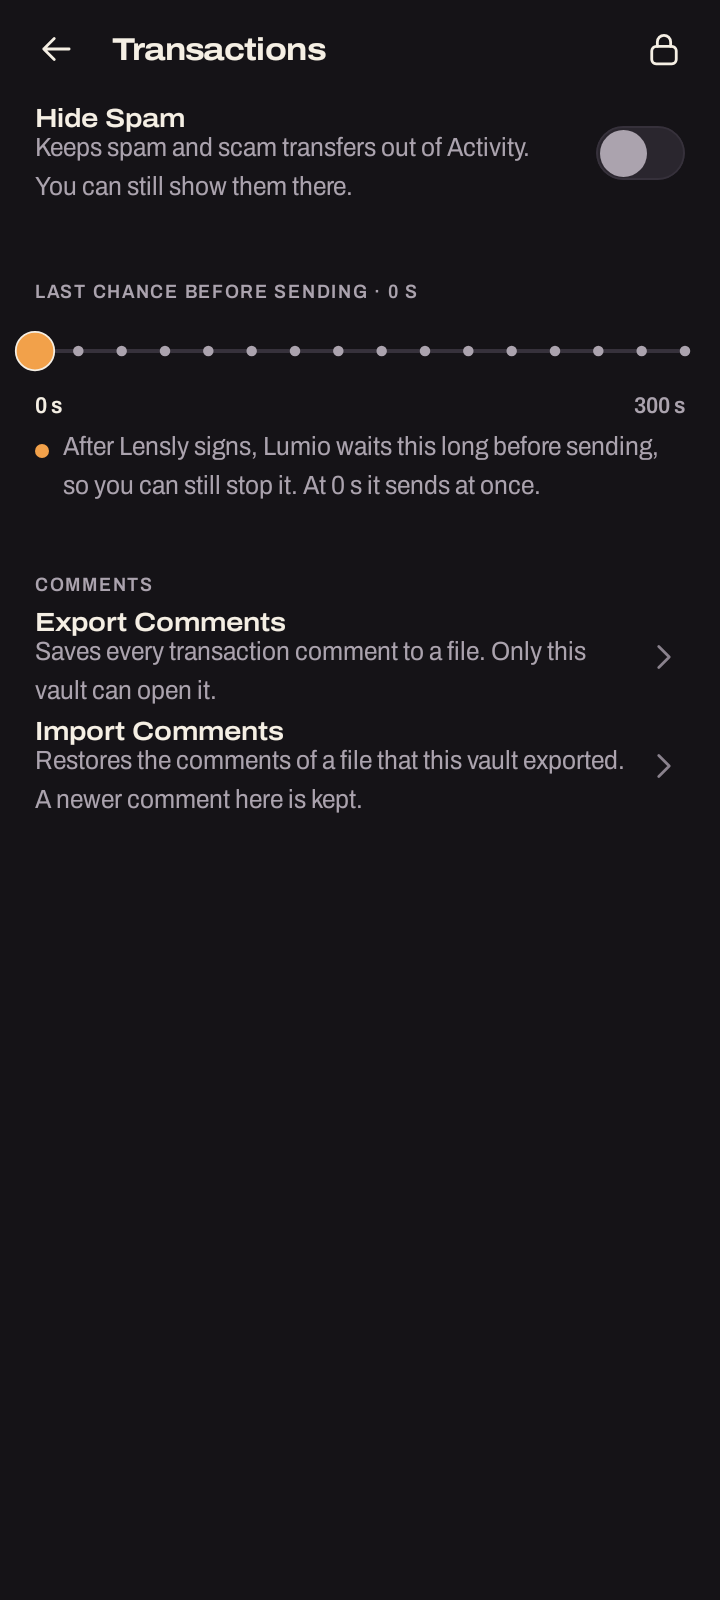 Transactions
Hide Spam
Keeps spam and scam transfers out of Activity.
You can still show them there.
LAST CHANCE BEFORE SENDING · 0 S
0 s
300 s
After Lensly signs, Lumio waits this long before sending,
so you can still stop it. At 0 s it sends at once.
COMMENTS
Export Comments
Saves every transaction comment to a file. Only this
vault can open it.
Import Comments
Restores the comments of a file that this vault exported.
A newer comment here is kept.